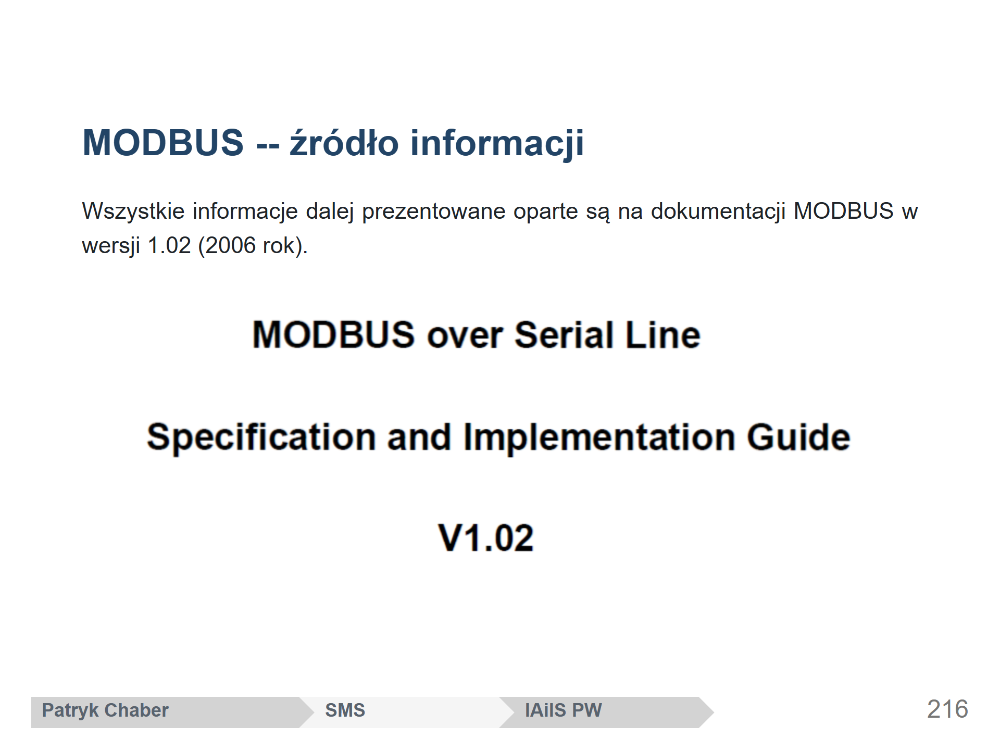 MODBUS -- źródło informacji
Wszystkie informacje dalej prezentowane oparte są na dokumentacji MODBUS w
wersji 1.02 (2006 rok).
MODBUS over Serial Line
Specification and Implementation Guide
V1.02
Patryk Chaber
SMS
IAiIS PW
216